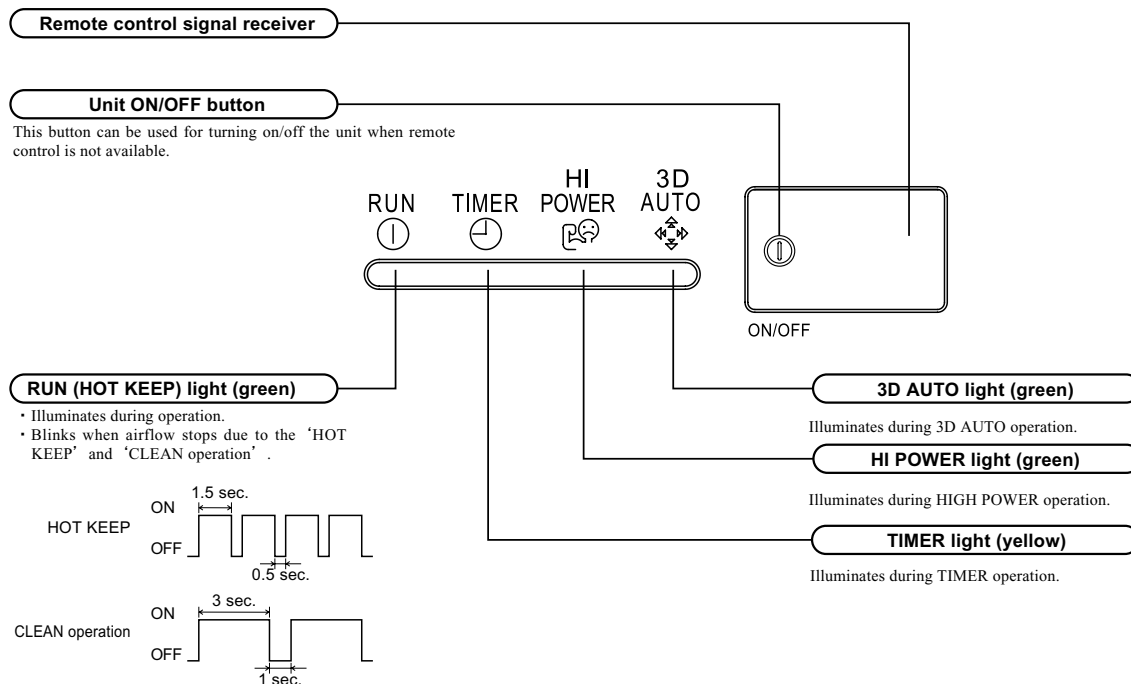 Remote control signal receiver
Unit ON/OFF button
This button can be used for turning on/off the unit when remote
control is not available.
RUN
TIMER
HI
POWER
3D
AUTO
ON/OFF
RUN (HOT KEEP) light (green)
・Illuminates during operation.
・Blinks when airflow stops due to the ‘HOT
KEEP’ and ‘CLEAN operation’ .
HOT KEEP
ON
OFF
1.5 sec.
0.5 sec.
CLEAN operation
ON
OFF
3 sec.
1 sec.
3D AUTO light (green)
Illuminates during 3D AUTO operation.
HI POWER light (green)
Illuminates during HIGH POWER operation.
TIMER light (yellow)
Illuminates during TIMER operation.